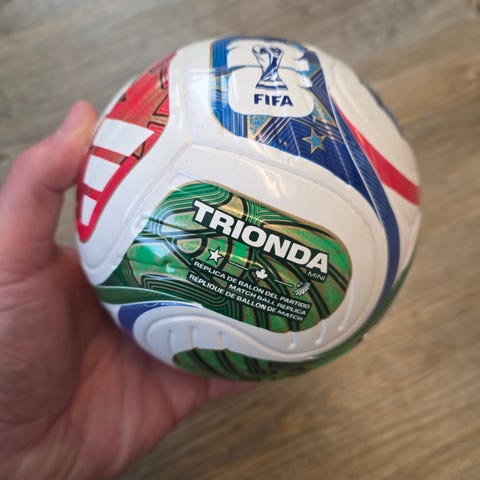 FIFA
TRIONDA
MINI
RÉPLICA DE BALÓN DEL PARTIDO
MATCH BALL REPLICA
RÉPLIQUE DE BALLON DE MATCH